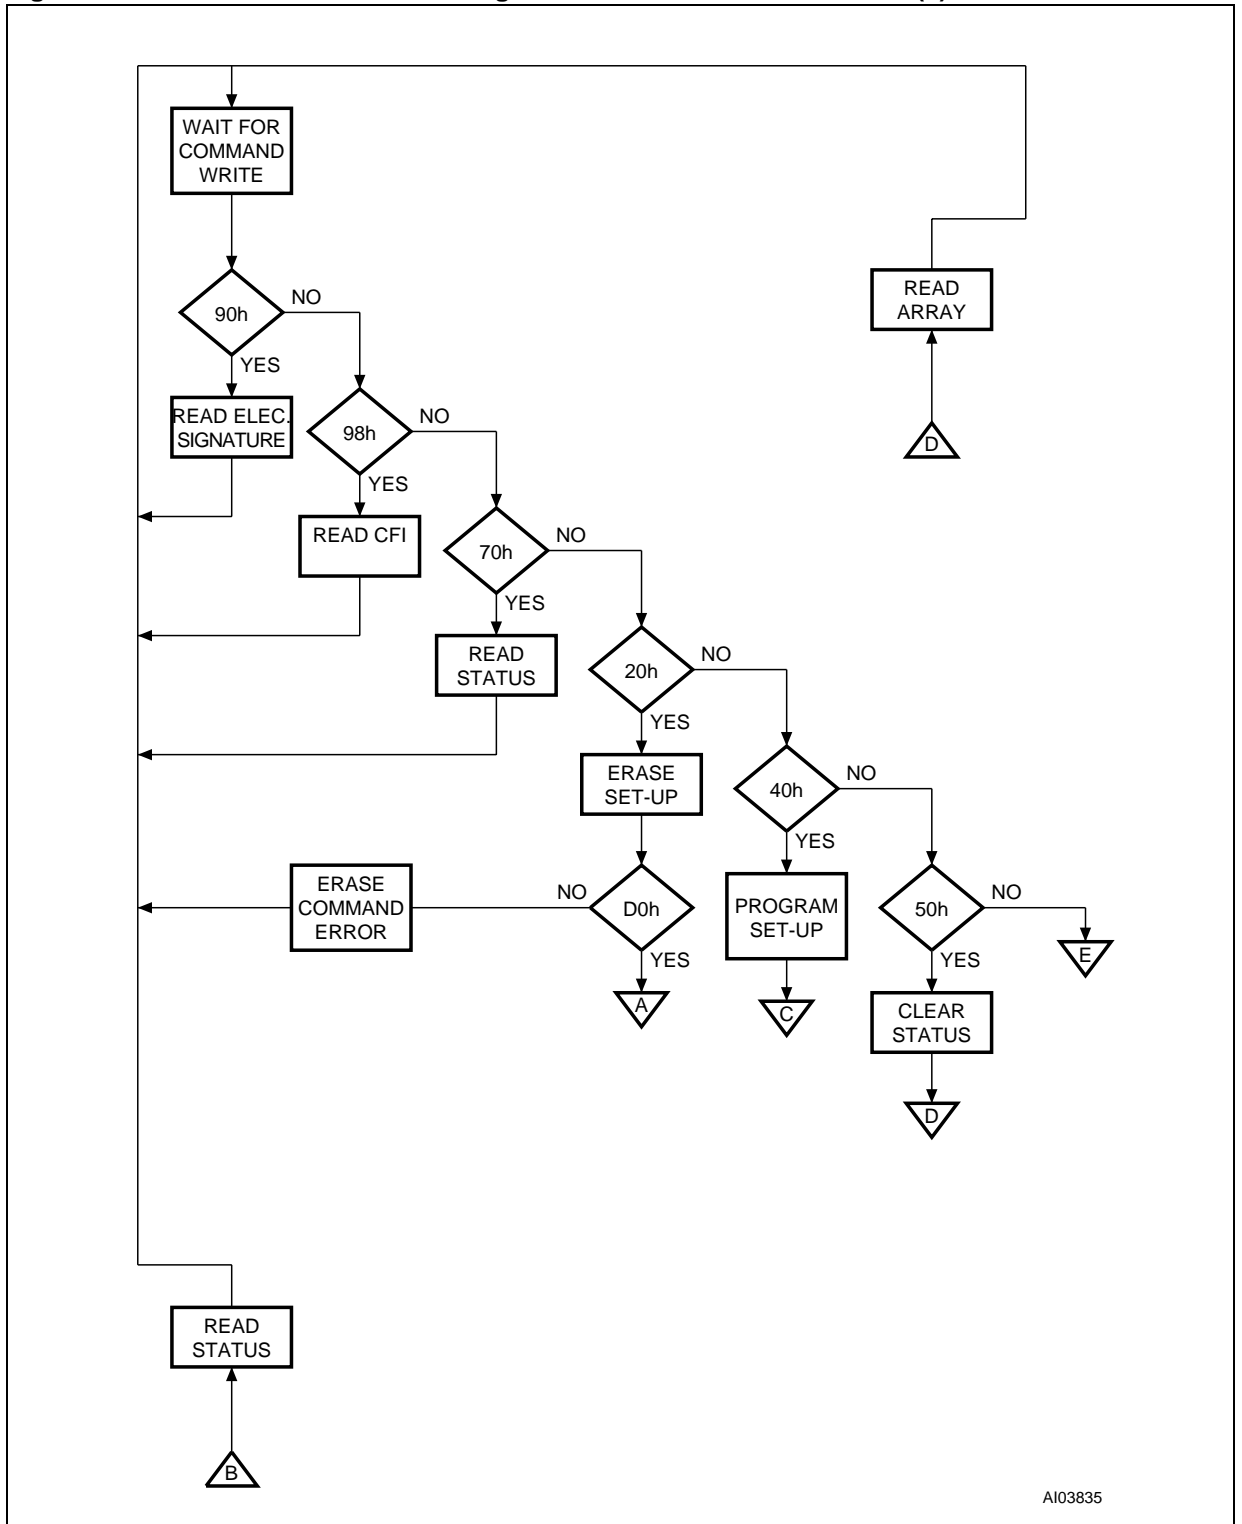 WAIT FOR
COMMAND
WRITE
90h
NO
YES
READ ELEC.
SIGNATURE
98h
NO
YES
READ CFI
70h
NO
YES
READ
STATUS
20h
NO
YES
ERASE
SET-UP
D0h
NO
YES
ERASE
COMMAND
ERROR
A
40h
NO
YES
PROGRAM
SET-UP
C
50h
NO
YES
E
CLEAR
STATUS
D
READ
ARRAY
D
READ
STATUS
B
AI03835